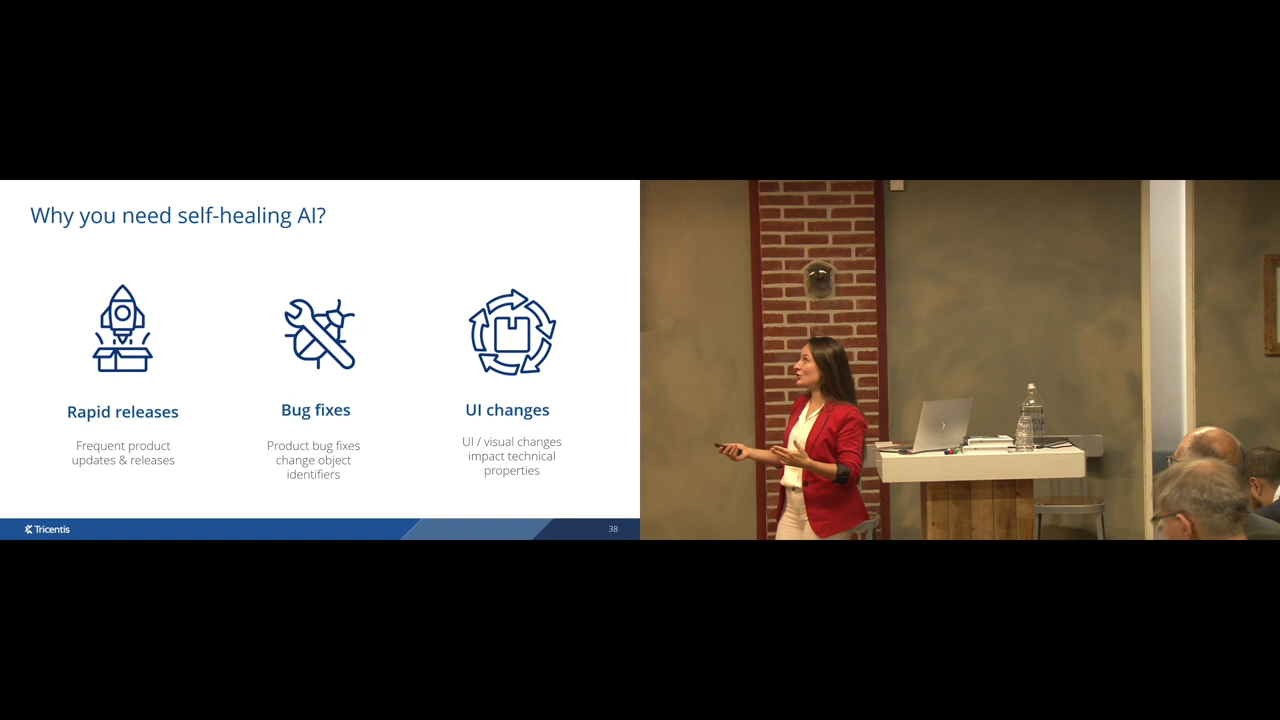 Why you need self-healing AI?
Rapid releases
Frequent product
updates & releases
Bug fixes
Product bug fixes
change object
identifiers
UI changes
UI / visual changes
impact technical
properties
Tricentis
38